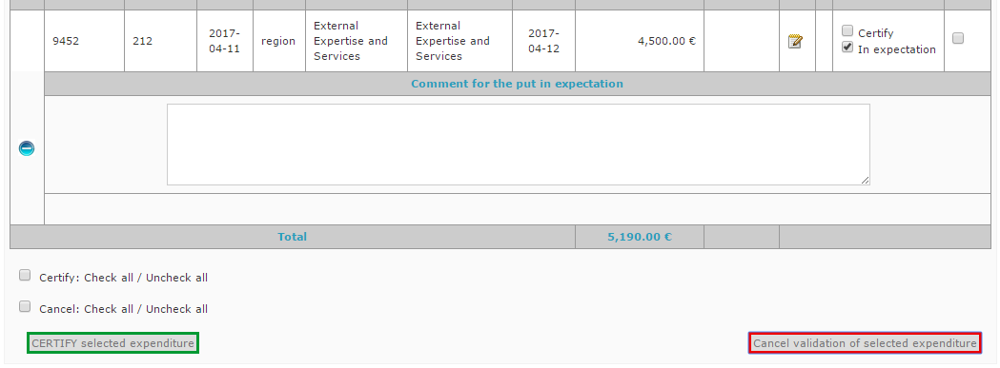 9452 212 2017-04-11 region External Expertise and Services External Expertise and Services 2017-04-12 4,500.00 € Certify
In expectation
Comment for the put in expectation
Total 5,190.00 €
Certify: Check all / Uncheck all
Cancel: Check all / Uncheck all
CERTIFY selected expenditure Cancel validation of selected expenditure